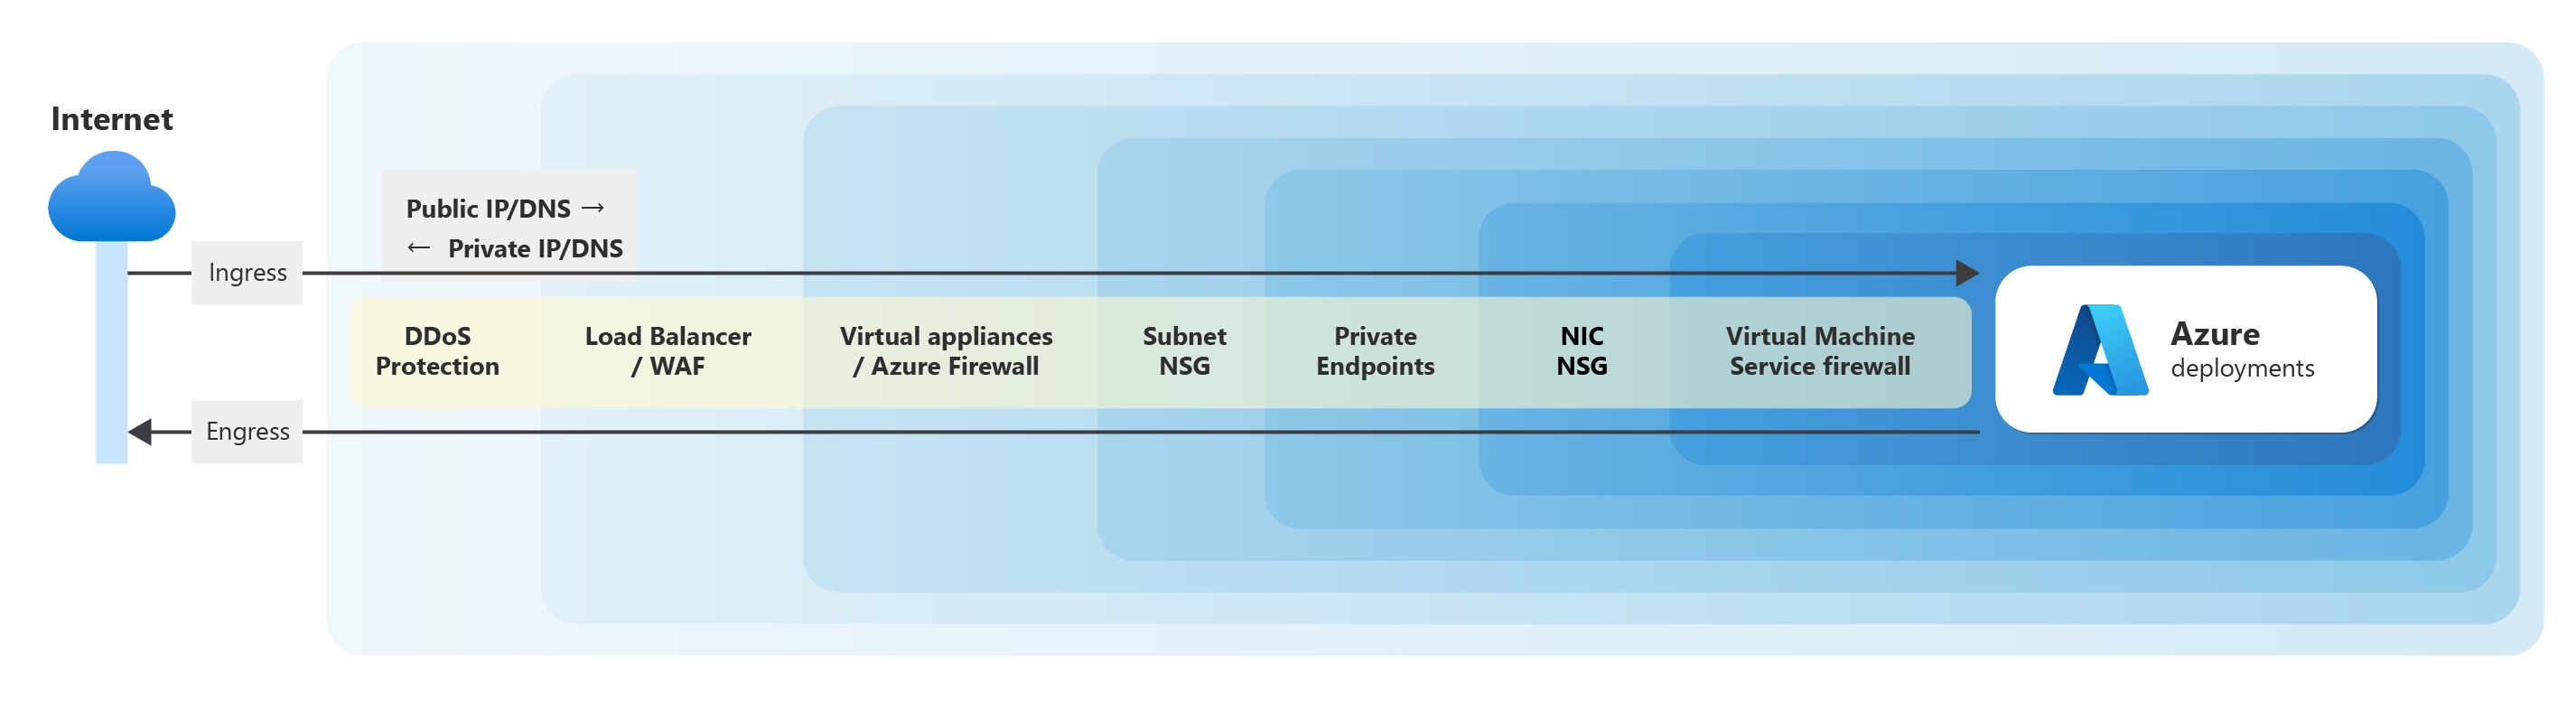 Internet
Public IP/DNS →
← Private IP/DNS
Ingress
DDoS
Protection
Load Balancer
/ WAF
Virtual appliances
/ Azure Firewall
Subnet
NSG
Private
Endpoints
NIC
NSG
Virtual Machine
Service firewall
Azure
deployments
Engress